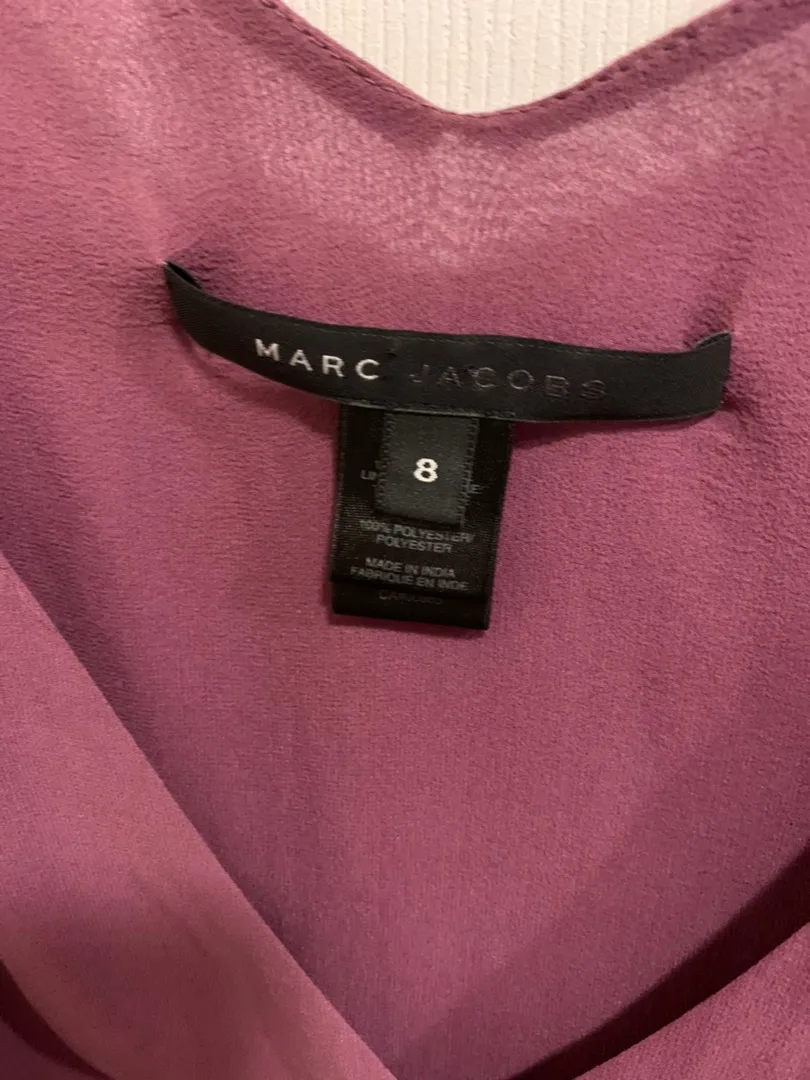 MARC JACOBS
8
100% POLYESTER/
POLYESTER
MADE IN INDIA
FABRIQUE EN INDE